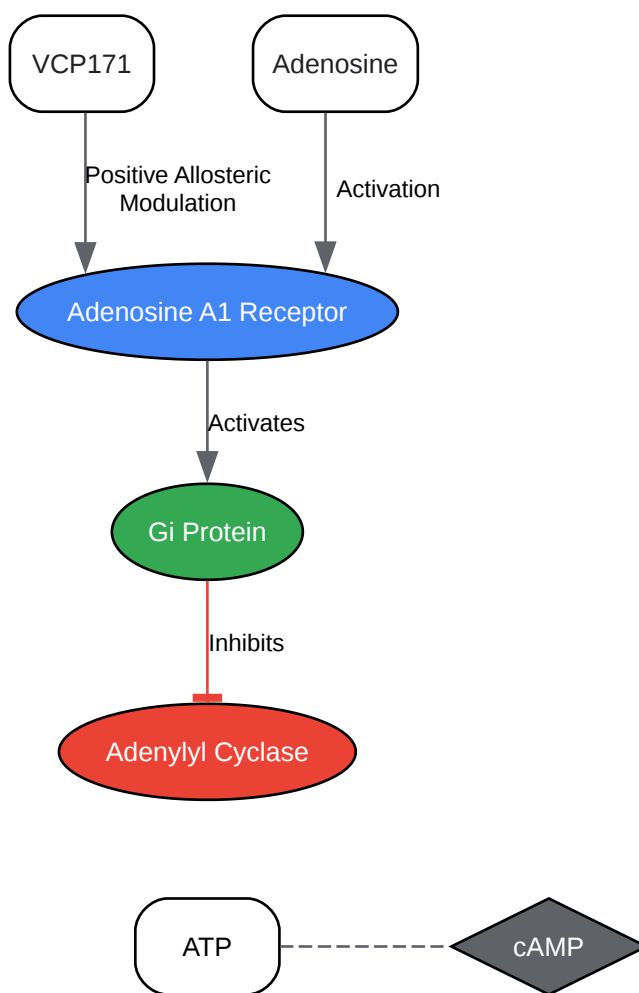 VCP171
Adenosine
Positive Allosteric
Modulation
Activation
Adenosine A1 Receptor
Activates
Gi Protein
Inhibits
Adenylyl Cyclase
ATP
cAMP